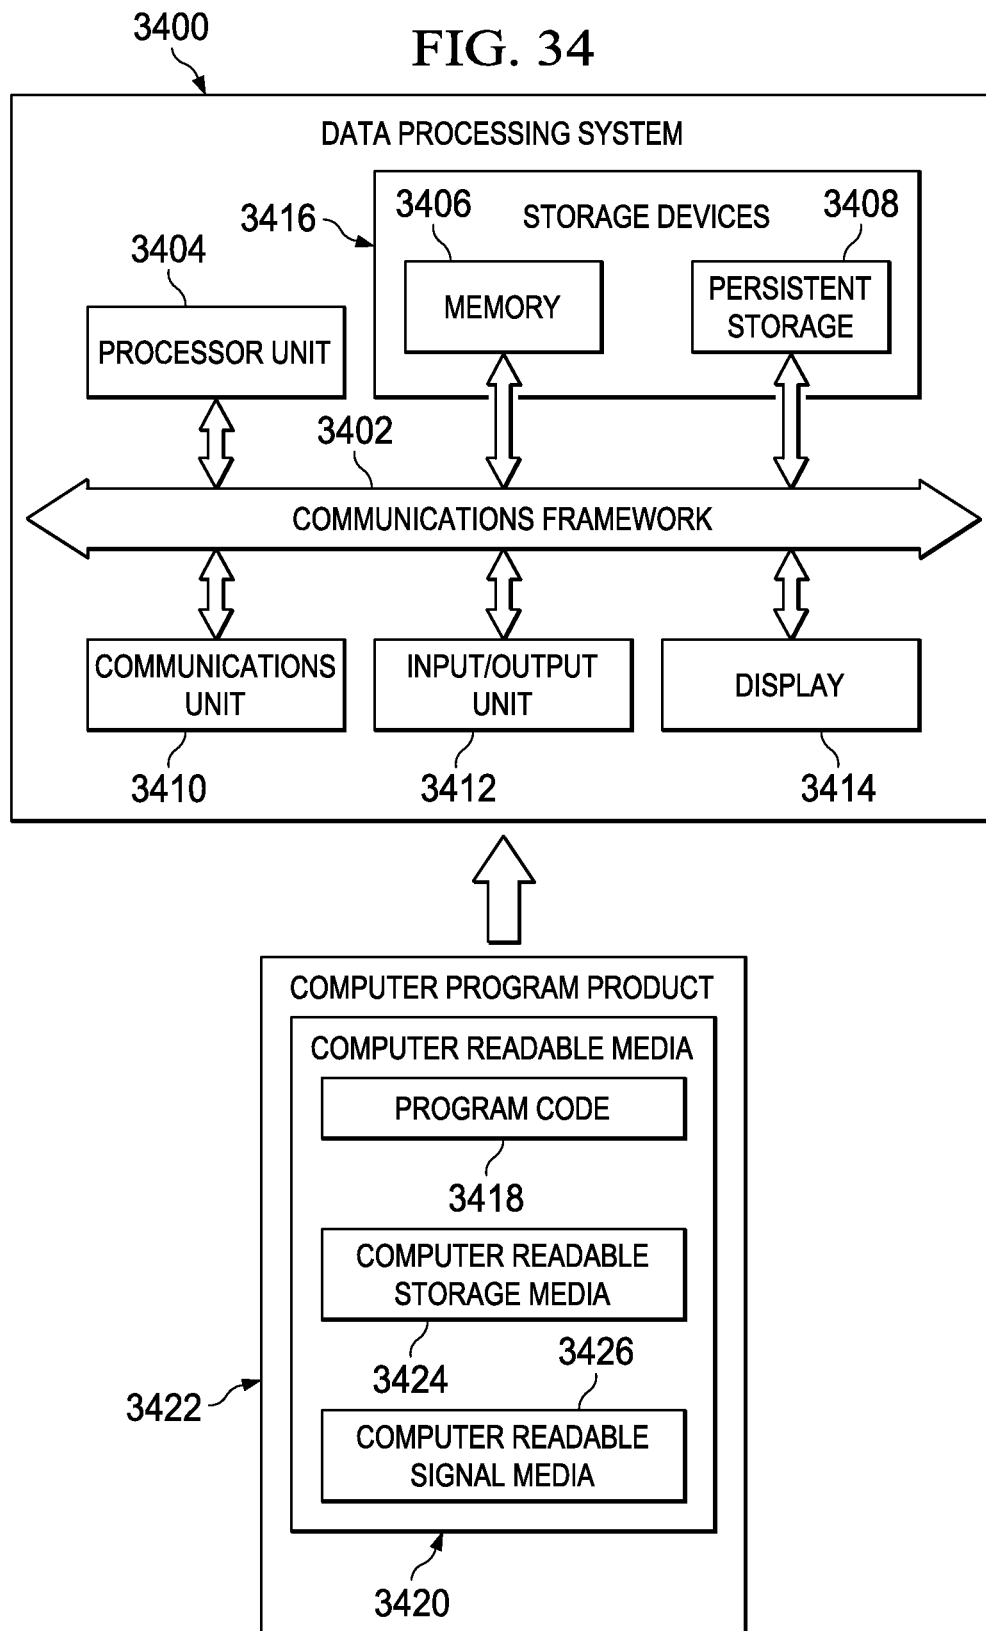 3400
FIG. 34
DATA PROCESSING SYSTEM
3416
3406
STORAGE DEVICES
3408
3404
MEMORY
PERSISTENT
STORAGE
PROCESSOR UNIT
3402
COMMUNICATIONS FRAMEWORK
COMMUNICATIONS
UNIT
INPUT/OUTPUT
UNIT
DISPLAY
3410
3412
3414
COMPUTER PROGRAM PRODUCT
COMPUTER READABLE MEDIA
PROGRAM CODE
3418
COMPUTER READABLE
STORAGE MEDIA
3424
3426
3422
COMPUTER READABLE
SIGNAL MEDIA
3420